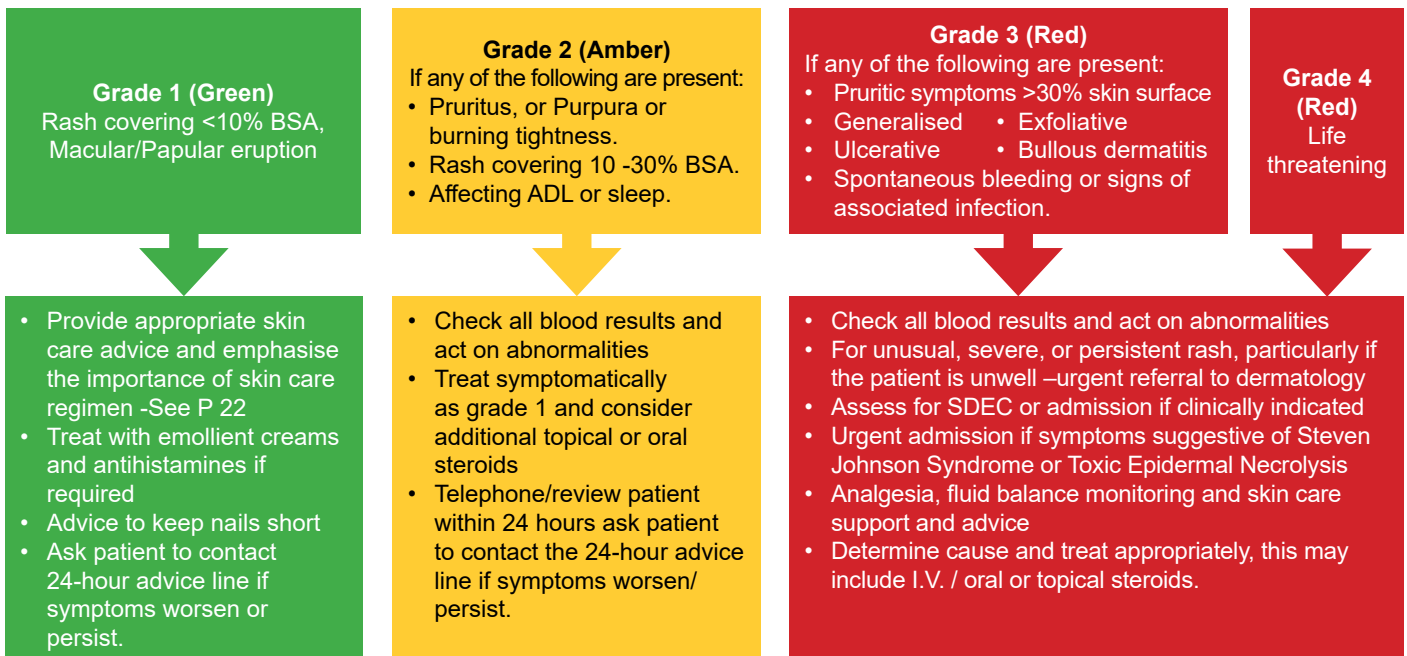 Grade 1 (Green)
Rash covering <10% BSA,
Macular/Papular eruption
Grade 2 (Amber)
If any of the following are present:
• Pruritus, or Purpura or
burning tightness.
• Rash covering 10 -30% BSA.
• Affecting ADL or sleep.
Grade 3 (Red)
If any of the following are present:
• Pruritic symptoms >30% skin surface
• Generalised • Exfoliative
• Ulcerative • Bullous dermatitis
• Spontaneous bleeding or signs of
associated infection.
Grade 4
(Red)
Life
threatening
• Provide appropriate skin
care advice and emphasise
the importance of skin care
regimen -See P 22
• Treat with emollient creams
and antihistamines if
required
• Advice to keep nails short
• Ask patient to contact
24-hour advice line if
symptoms worsen or
persist.
• Check all blood results and
act on abnormalities
• Treat symptomatically
as grade 1 and consider
additional topical or oral
steroids
• Telephone/review patient
within 24 hours ask patient
to contact the 24-hour advice
line if symptoms worsen/
persist.
• Check all blood results and act on abnormalities
• For unusual, severe, or persistent rash, particularly if
the patient is unwell –urgent referral to dermatology
• Assess for SDEC or admission if clinically indicated
• Urgent admission if symptoms suggestive of Steven
Johnson Syndrome or Toxic Epidermal Necrolysis
• Analgesia, fluid balance monitoring and skin care
support and advice
• Determine cause and treat appropriately, this may
include I.V. / oral or topical steroids.